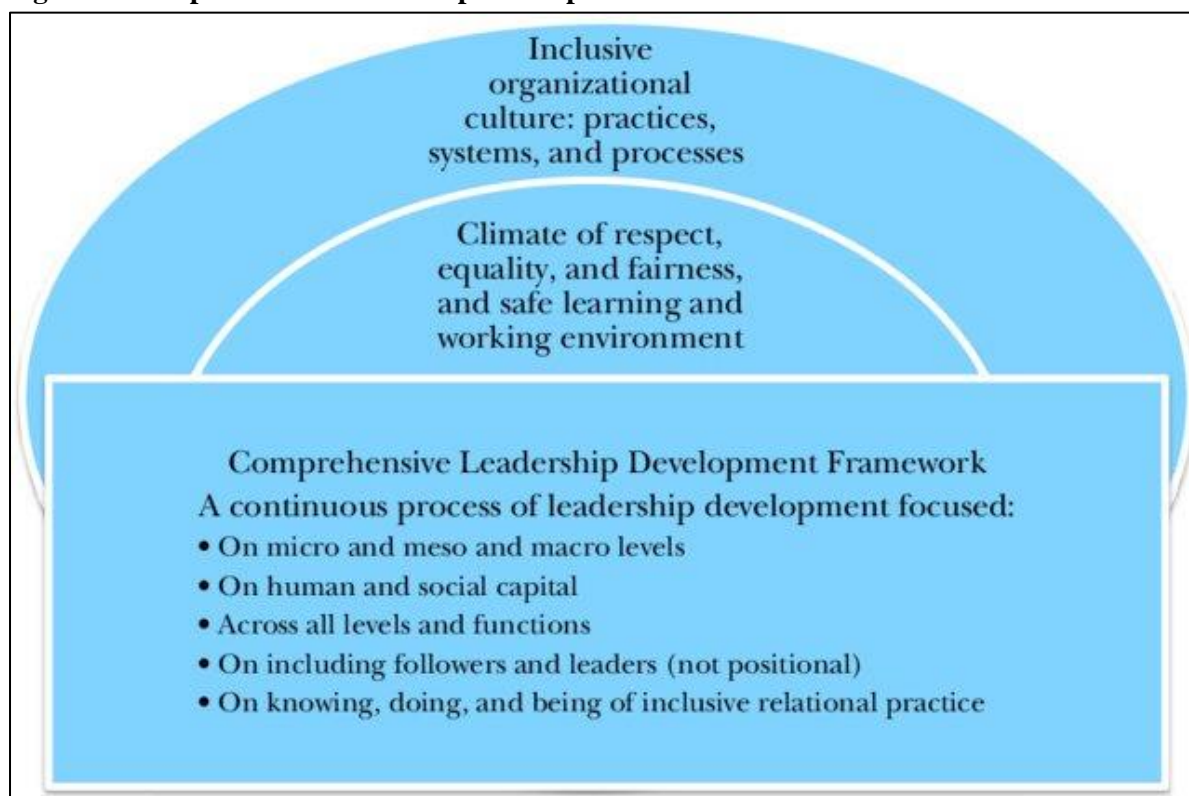 Inclusive
organizational
culture: practices,
systems, and processes
Climate of respect,
equality, and fairness,
and safe learning and
working environment
Comprehensive Leadership Development Framework
A continuous process of leadership development focused:
• On micro and meso and macro levels
• On human and social capital
• Across all levels and functions
• On including followers and leaders (not positional)
• On knowing, doing, and being of inclusive relational practice